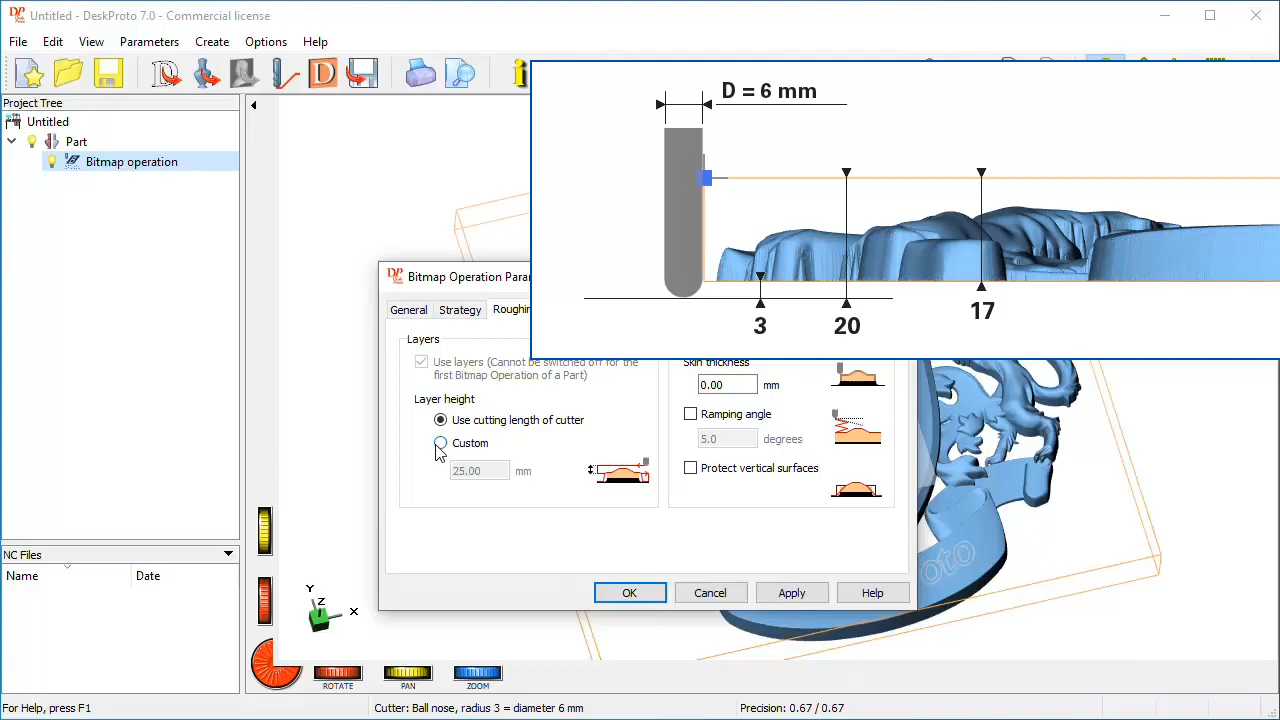 Untitled - DeskProto 7.0 - Commercial license
File Edit View Parameters Create Options Help
Project Tree
Untitled
Part
Bitmap operation
NC Files
Name Date
D = 6 mm
3
20
17
Bitmap Operation Para
General Strategy Roughin
Layers
Use layers (Cannot be switched off for the
first Bitmap Operation of a Part)
Layer height
Use cutting length of cutter
Custom
25.00 mm
Skin thickness
0.00 mm
Ramping angle
5.0 degrees
Protect vertical surfaces
OK Cancel Apply Help
oto
Y
Z
X
ROTATE PAN ZOOM
For Help, press F1
Cutter: Ball nose, radius 3 = diameter 6 mm
Precision: 0.67 / 0.67